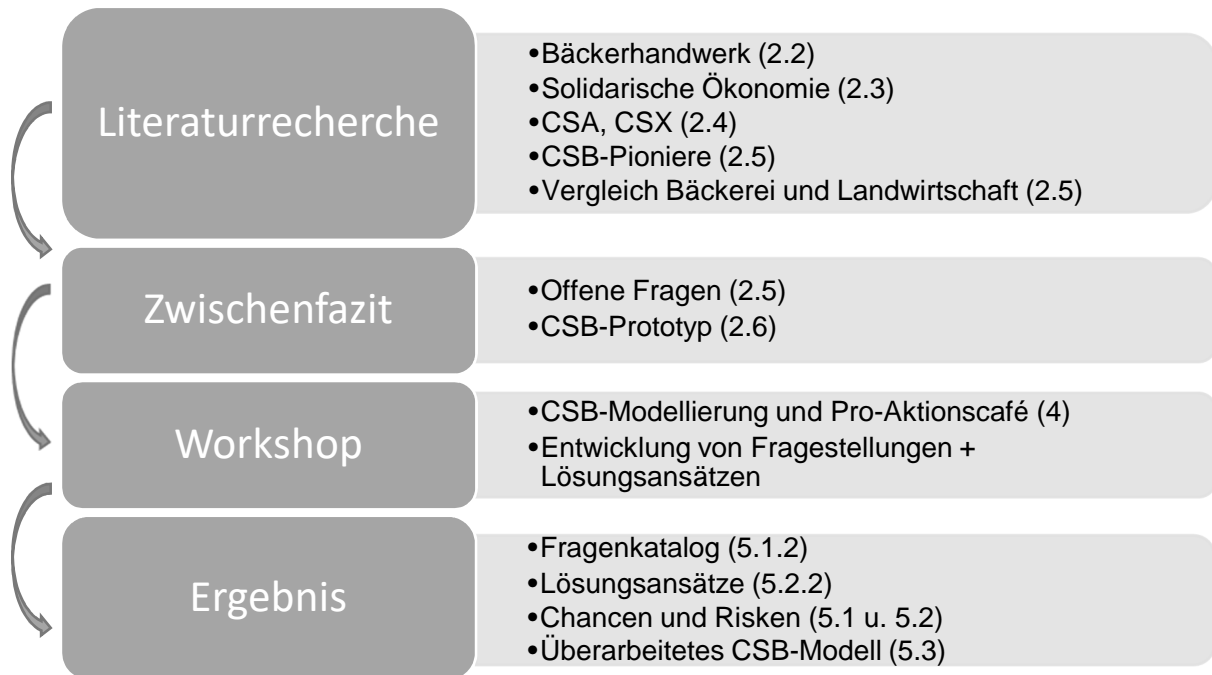 Literaturrecherche
•Bäckerhandwerk (2.2)
•Solidarische Ökonomie (2.3)
•CSA, CSX (2.4)
•CSB-Pioniere (2.5)
•Vergleich Bäckerei und Landwirtschaft (2.5)
Zwischenfazit
•Offene Fragen (2.5)
•CSB-Prototyp (2.6)
Workshop
•CSB-Modellierung und Pro-Aktionscafé (4)
•Entwicklung von Fragestellungen +
Lösungsansätzen
Ergebnis
•Fragenkatalog (5.1.2)
•Lösungsansätze (5.2.2)
•Chancen und Risken (5.1 u. 5.2)
•Überarbeitetes CSB-Modell (5.3)